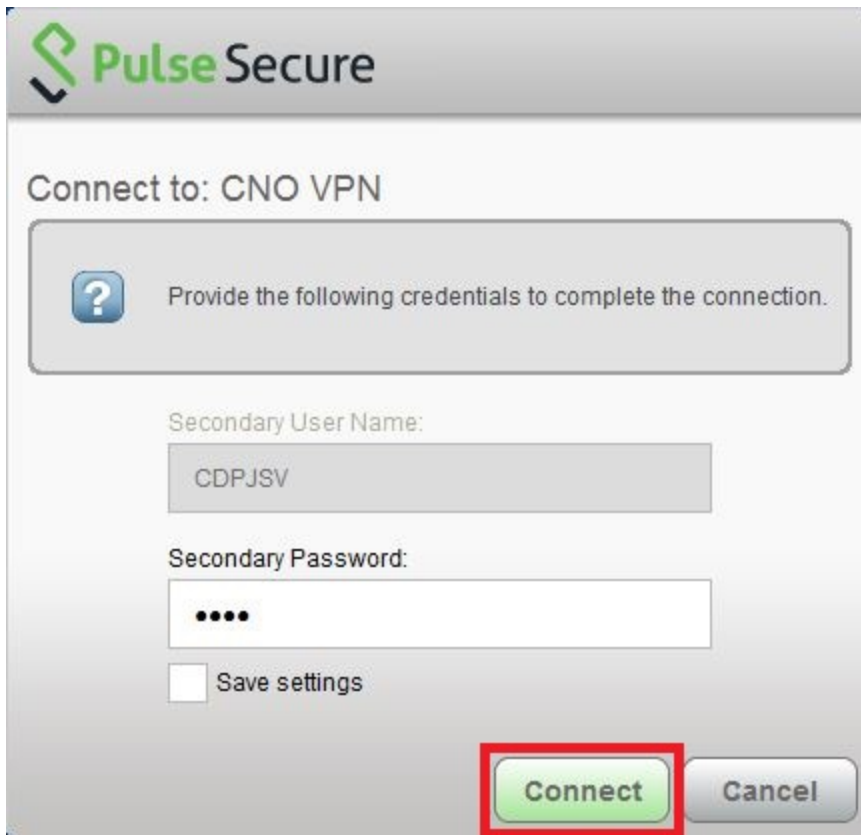 Pulse Secure
Connect to: CNO VPN
?
Provide the following credentials to complete the connection.
Secondary User Name:
CDPJSV
Secondary Password:
••••
Save settings
Connect
Cancel